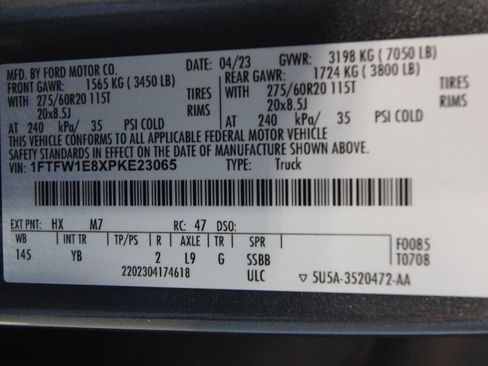 MFD. BY FORD MOTOR CO. DATE: 04/23 GVWR: 3198 KG ( 7050 LB)
FRONT GAWR: 1565 KG ( 3450 LB) REAR GAWR: 1724 KG ( 3800 LB)
WITH 275/60R20 115T TIRES WITH 275/60R20 115T TIRES
20x8.5J RIMS 20x8.5J RIMS
AT 240 kPa/ 35 PSI COLD AT 240 kPa/ 35 PSI COLD
THIS VEHICLE CONFORMS TO ALL APPLICABLE FEDERAL MOTOR VEHICLE
SAFETY STANDARDS IN EFFECT ON THE DATE OF MANUFACTURE SHOWN ABOVE.
VIN: 1FTFW1E8XPKE23065 TYPE: Truck
EXT PNT: HX M7 RC: 47 DSO:
WB INT TR TP/PS R AXLE TR SPR F0085
145 YB 2 L9 G SSBB T0708
2202304174618 ULC ▽ 5U5A-3520472-AA